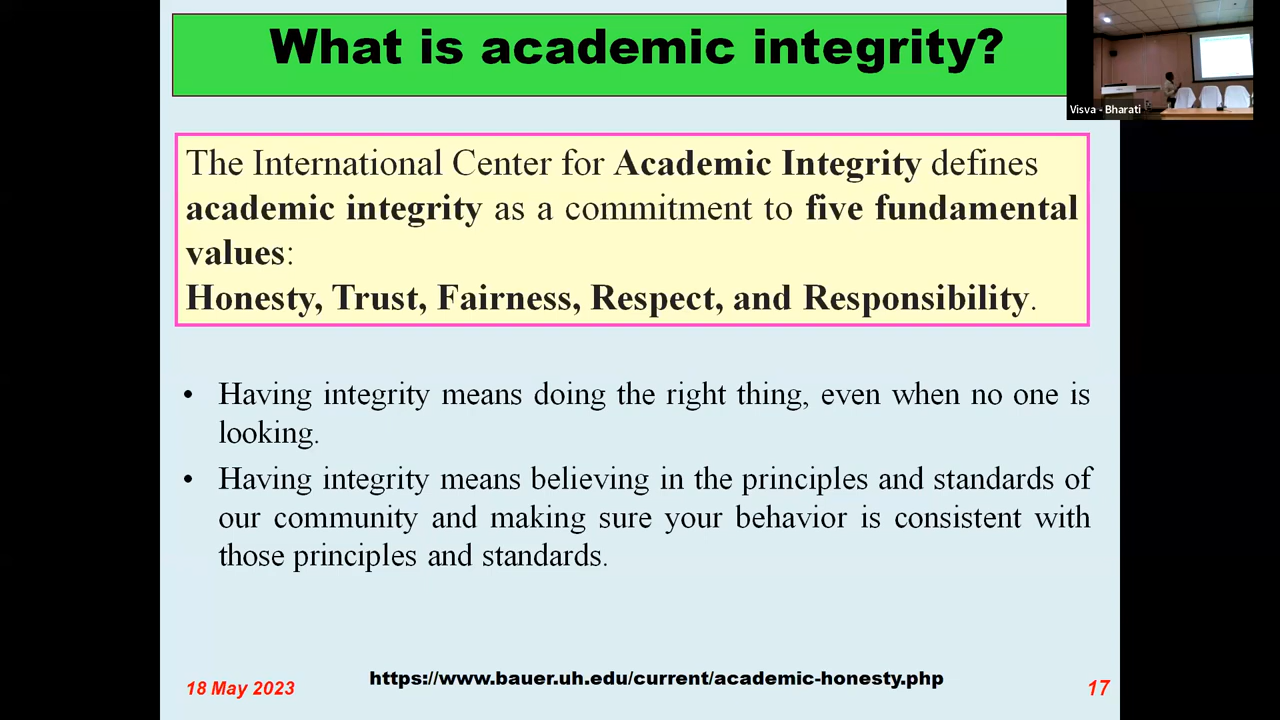 What is academic integrity?
Visva - Bharati
The International Center for Academic Integrity defines
academic integrity as a commitment to five fundamental
values:
Honesty, Trust, Fairness, Respect, and Responsibility.
• Having integrity means doing the right thing, even when no one is
looking.
• Having integrity means believing in the principles and standards of
our community and making sure your behavior is consistent with
those principles and standards.
18 May 2023
https://www.bauer.uh.edu/current/academic-honesty.php
17